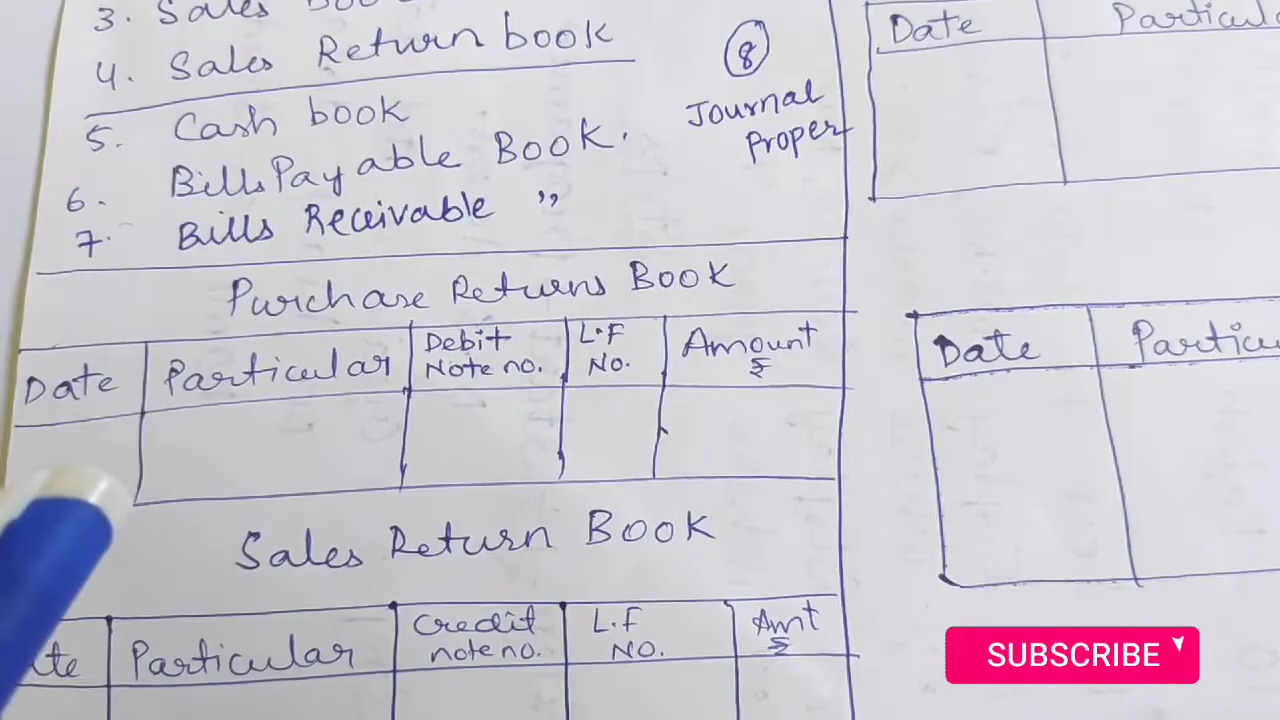 3. Sales
4. Sales Return book
5. Cash book
6. Bills Payable Book.
7. Bills Receivable ,,
8
Journal
Proper
Purchase Returns Book
Date Particular Debit Note no. L.F No. Amount ₹
Sales Return Book
Particular Credit note no. L.F NO. Amt ₹
Date
Date
SUBSCRIBE